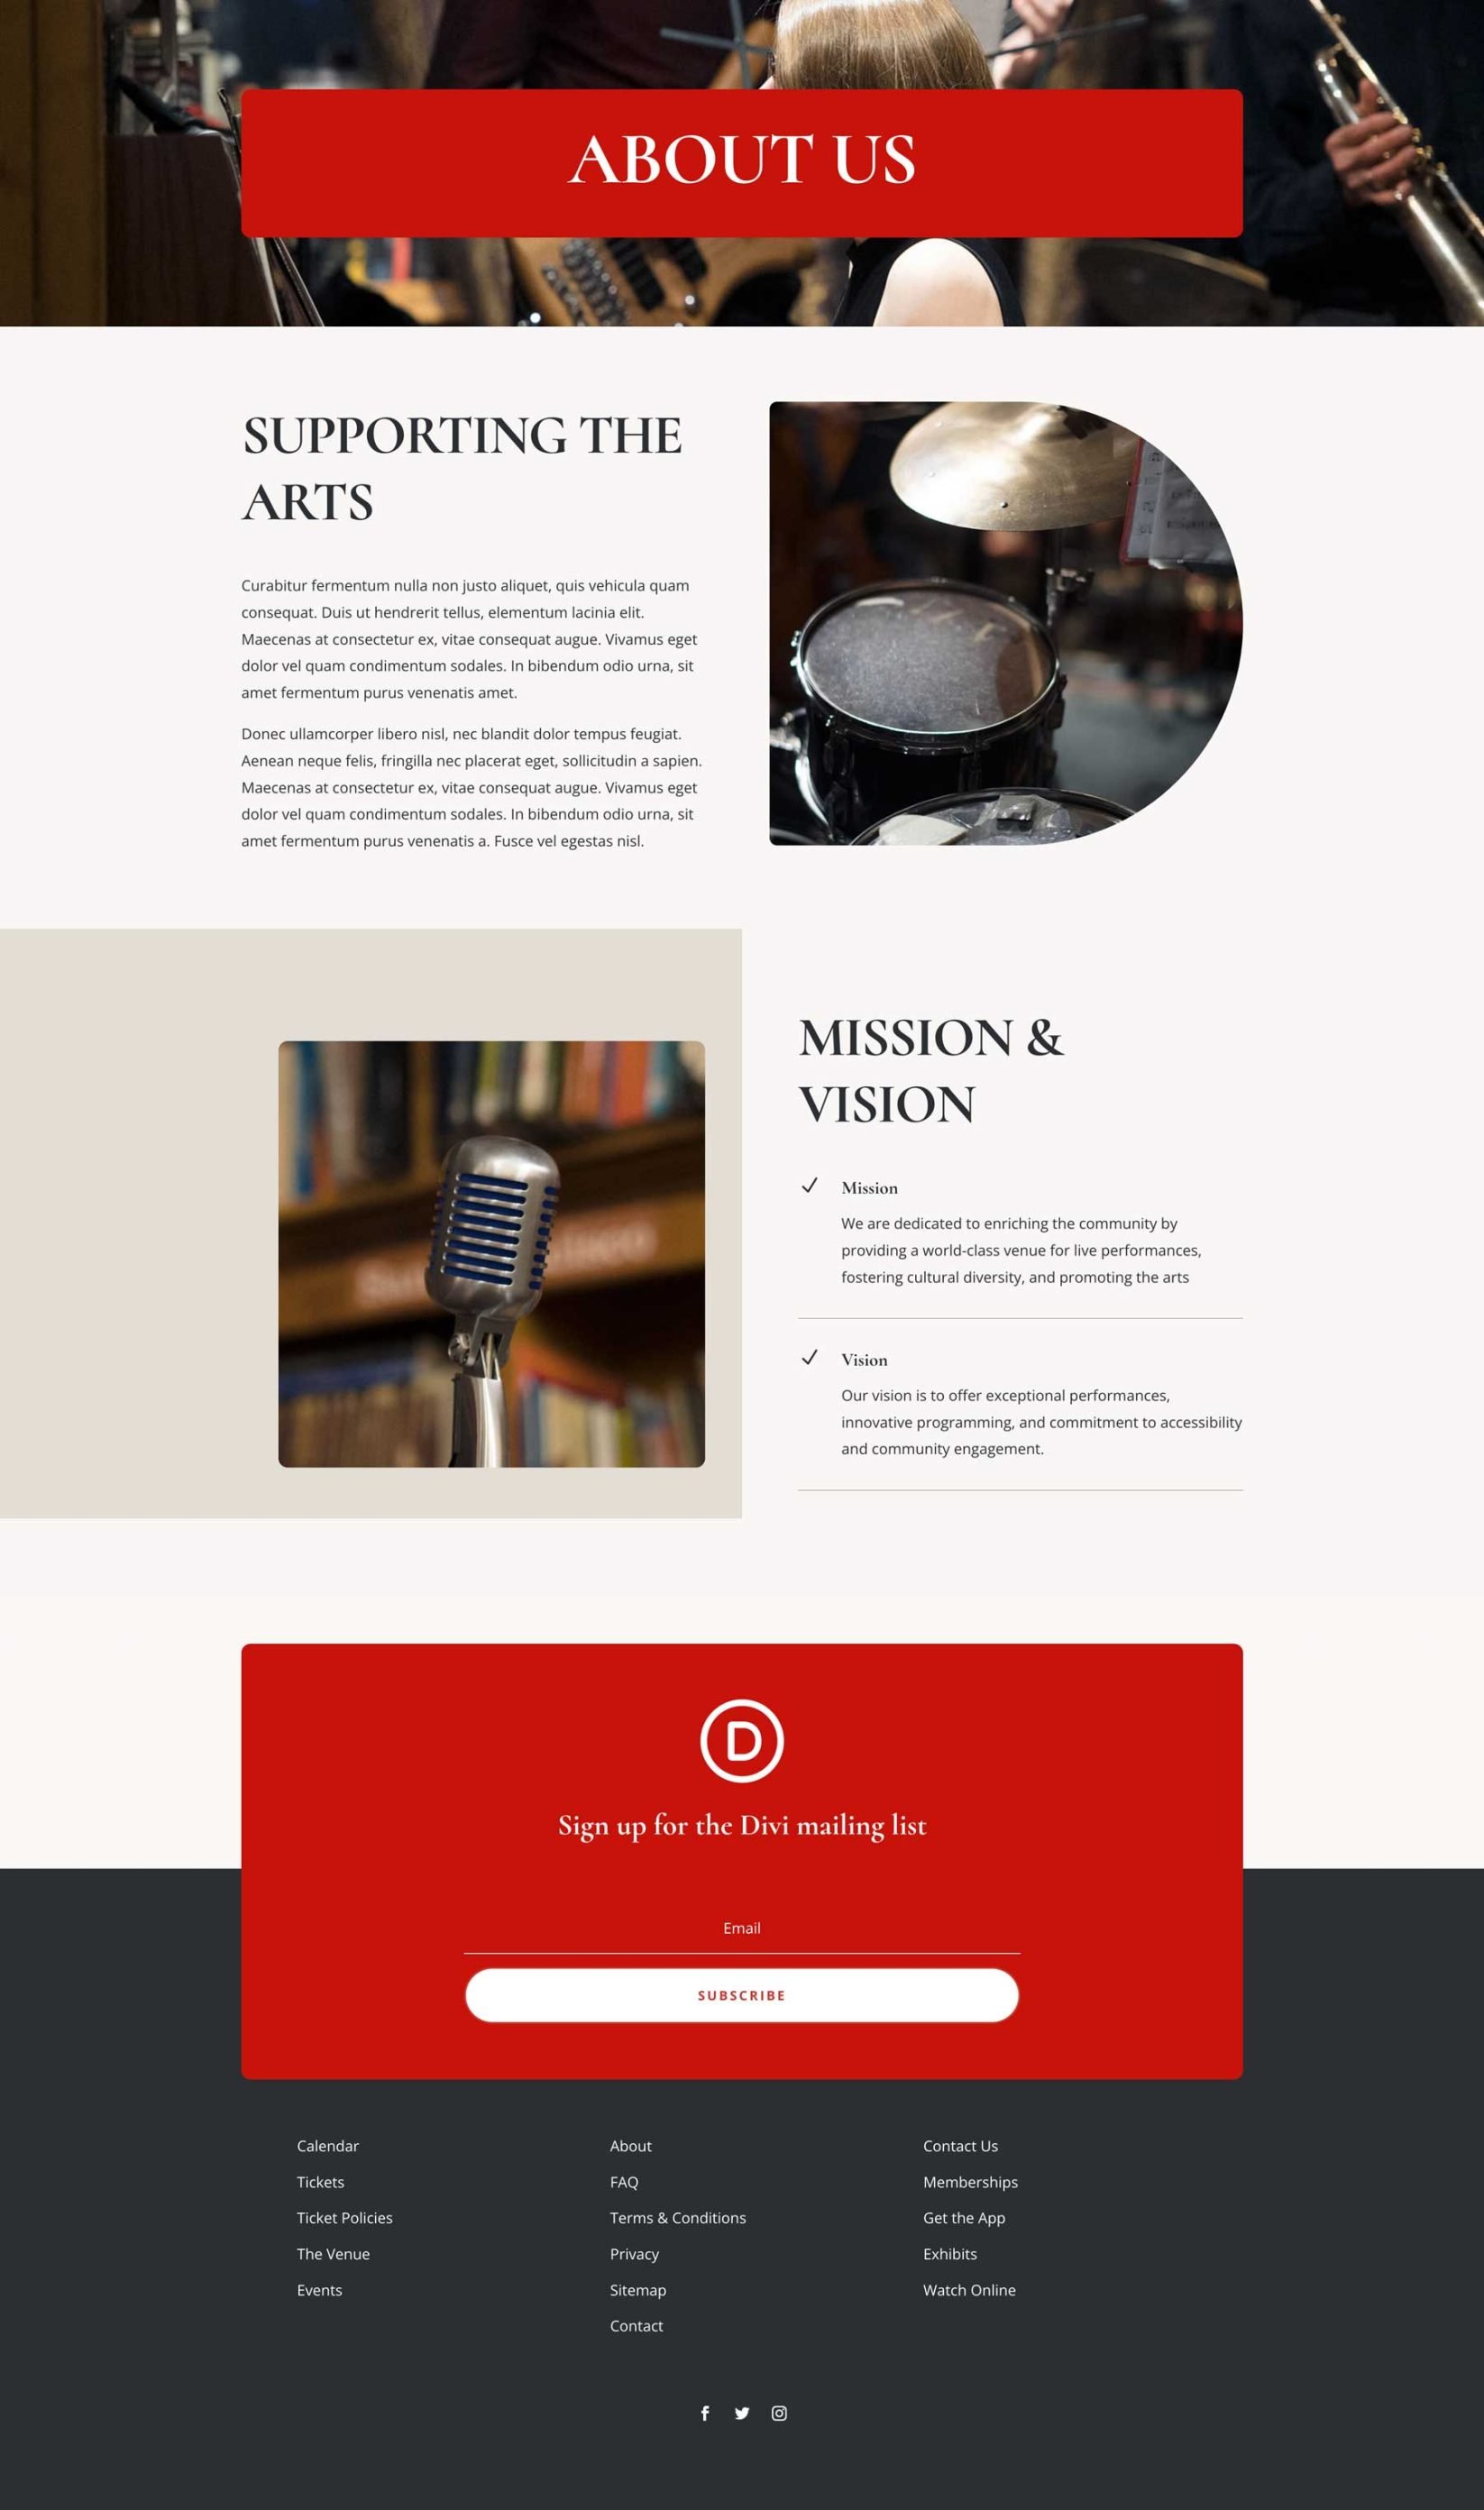 ABOUT US
SUPPORTING THE
ARTS
Curabitur fermentum nulla non justo aliquet, quis vehicula quam
consequat. Duis ut hendrerit tellus, elementum lacinia elit.
Maecenas at consectetur ex, vitae consequat augue. Vivamus eget
dolor vel quam condimentum sodales. In bibendum odio urna, sit
amet fermentum purus venenatis amet.
Donec ullamcorper libero nisl, nec blandit dolor tempus feugiat.
Aenean neque felis, fringilla nec placerat eget, sollicitudin a sapien.
Maecenas at consectetur ex, vitae consequat augue. Vivamus eget
dolor vel quam condimentum sodales. In bibendum odio urna, sit
amet fermentum purus venenatis a. Fusce vel egestas nisl.
MISSION &
VISION
Mission
We are dedicated to enriching the community by
providing a world-class venue for live performances,
fostering cultural diversity, and promoting the arts
Vision
Our vision is to offer exceptional performances,
innovative programming, and commitment to accessibility
and community engagement.
D
Sign up for the Divi mailing list
Email
SUBSCRIBE
Calendar
Tickets
Ticket Policies
The Venue
Events
About
FAQ
Terms & Conditions
Privacy
Sitemap
Contact
Contact Us
Memberships
Get the App
Exhibits
Watch Online